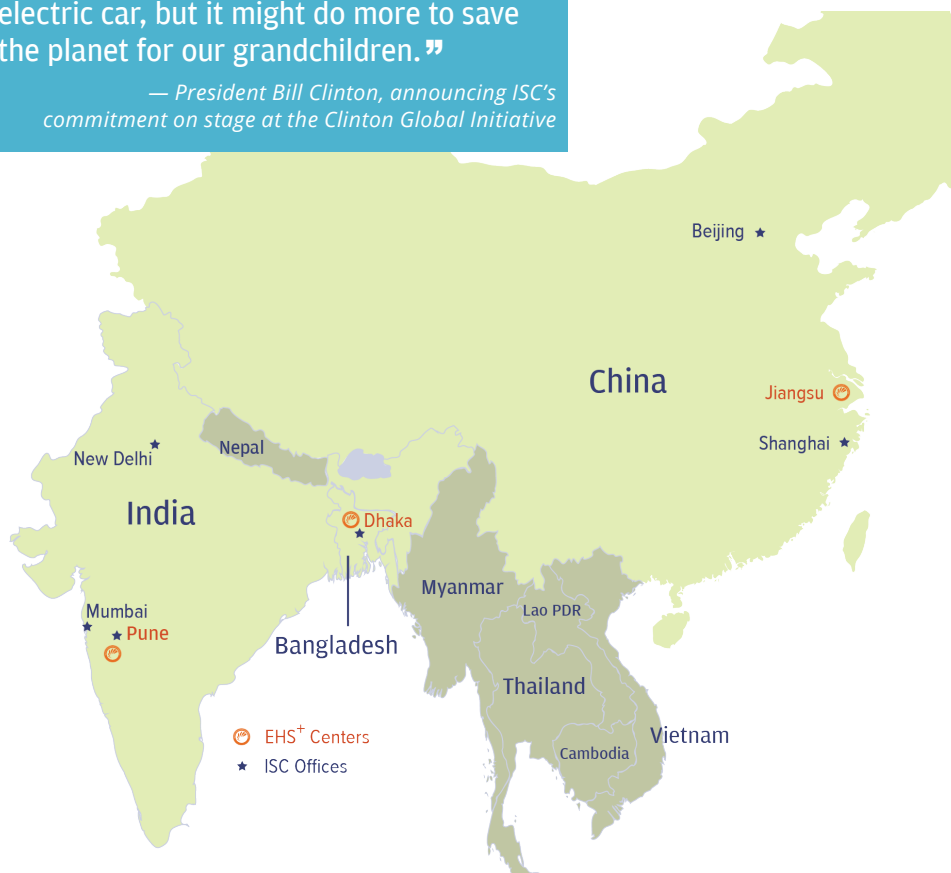 electric car, but it might do more to save
the planet for our grandchildren.”
— President Bill Clinton, announcing ISC’s
commitment on stage at the Clinton Global Initiative
Beijing
China
Jiangsu
Shanghai
Nepal
New Delhi
India
Dhaka
Myanmar
Lao PDR
Mumbai
Pune
Bangladesh
Thailand
Vietnam
Cambodia
EHS+ Centers
ISC Offices